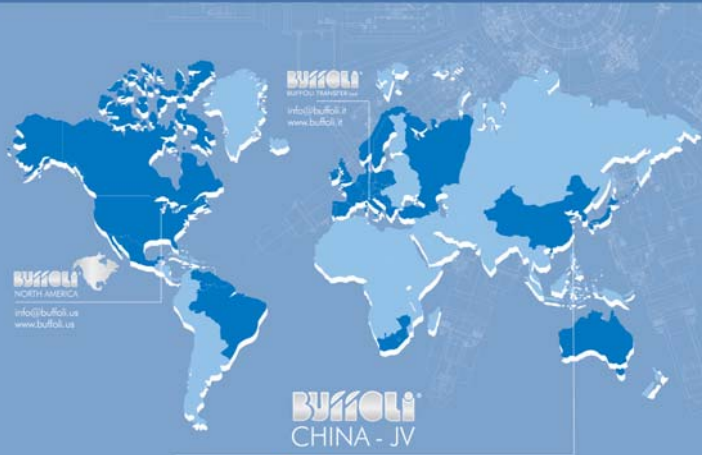 BUFFOLI
BUFFOLI TRANSFER
info@buffoli.it
www.buffoli.it
BUFFOLI
NORTH AMERICA
info@buffoli.us
www.buffoli.us
BUFFOLI
CHINA - JV